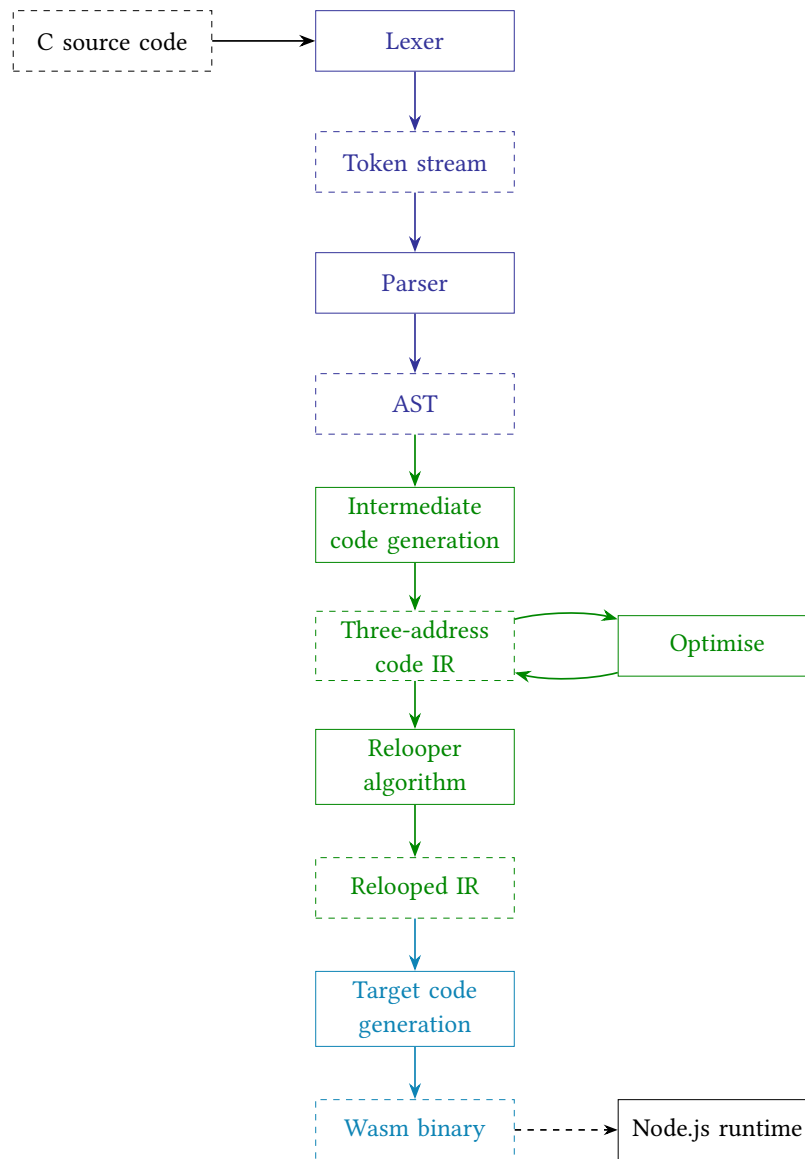 C source code
Lexer
Token stream
Parser
AST
Intermediate
code generation
Three-address
code IR
Optimise
Relooper
algorithm
Relooped IR
Target code
generation
Wasm binary
Node.js runtime